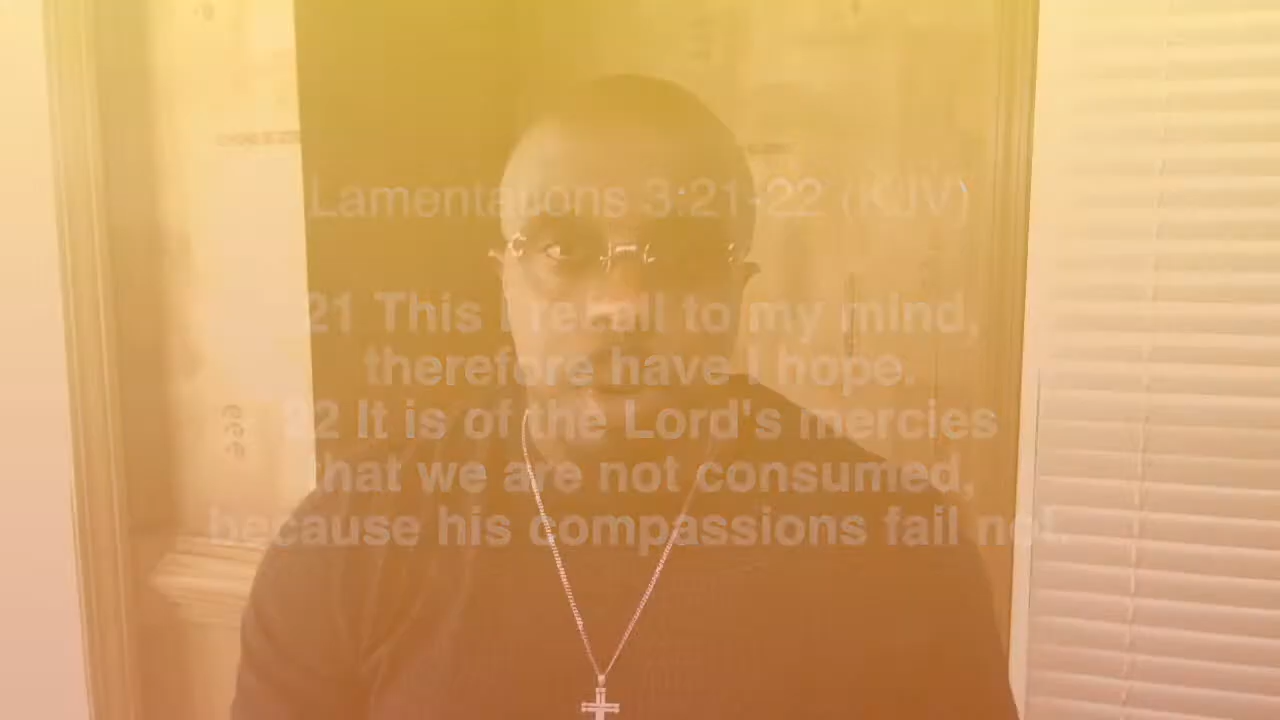 Lamentations 3:21-22 (KJV)
21 This I recall to my mind,
therefore have I hope.
22 It is of the Lord's mercies
that we are not consumed,
because his compassions fail not.